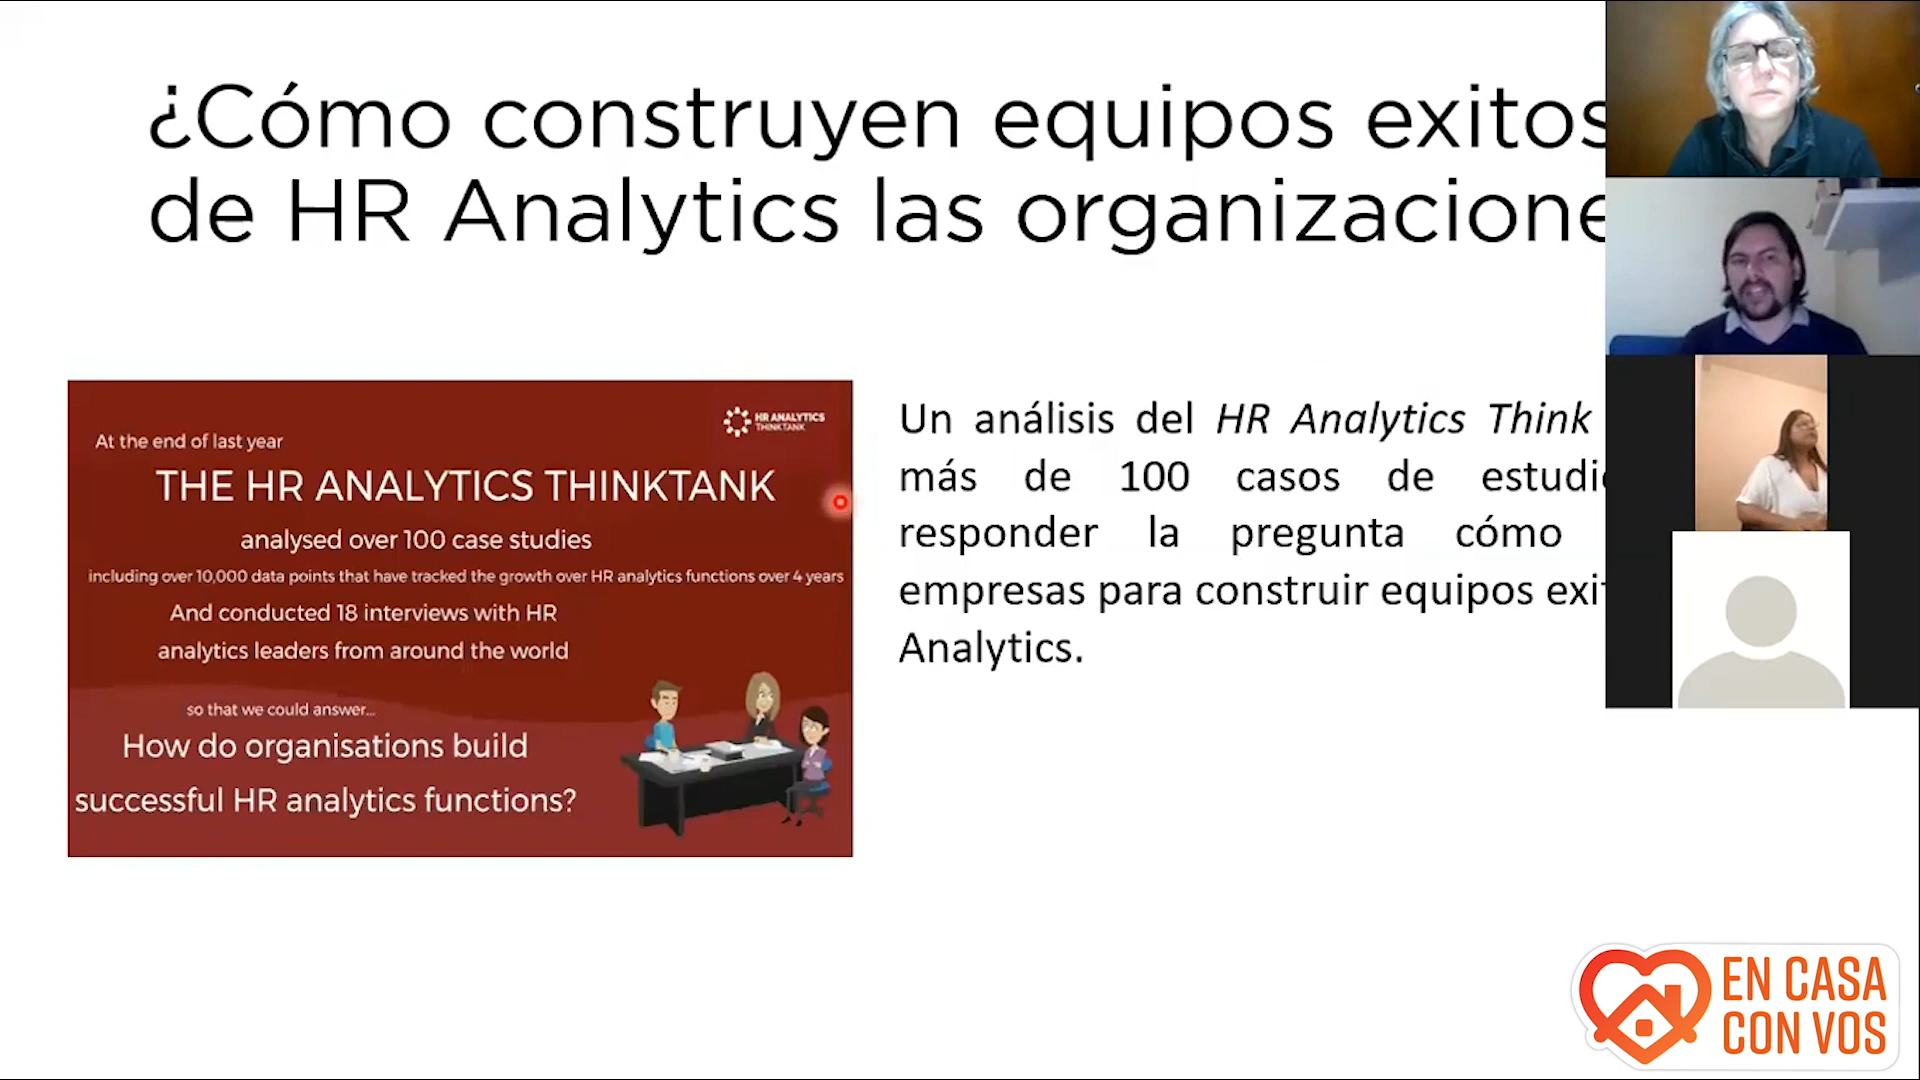 ¿Cómo construyen equipos exitos
de HR Analytics las organizacione
HR ANALYTICS
THINKTANK
At the end of last year
THE HR ANALYTICS THINKTANK
analysed over 100 case studies
including over 10,000 data points that have tracked the growth over HR analytics functions over 4 years
And conducted 18 interviews with HR
analytics leaders from around the world
so that we could answer...
How do organisations build
successful HR analytics functions?
Un análisis del HR Analytics Think
más de 100 casos de estudi
responder la pregunta cómo
empresas para construir equipos exi
Analytics.
EN CASA
CON VOS